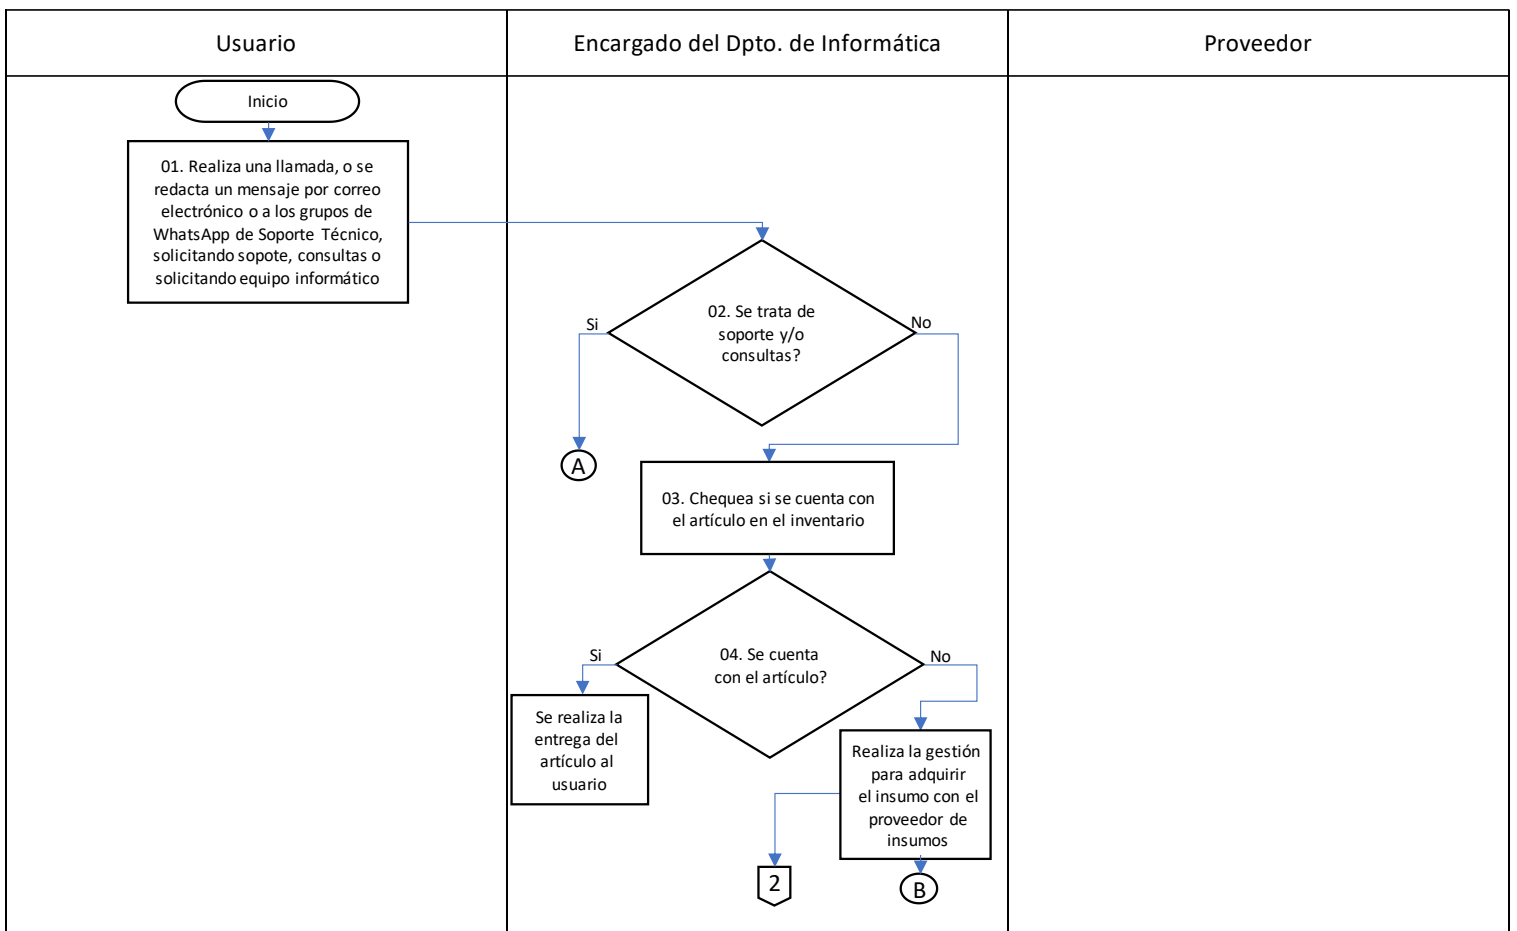 Usuario
Encargado del Dpto. de Informática
Proveedor
Inicio
01. Realiza una llamada, o se
redacta un mensaje por correo
electrónico o a los grupos de
WhatsApp de Soporte Técnico,
solicitando sopote, consultas o
solicitando equipo informático
02. Se trata de
soporte y/o
consultas?
Si
No
A
03. Chequea si se cuenta con
el artículo en el inventario
04. Se cuenta
con el artículo?
Si
No
Se realiza la
entrega del
artículo al
usuario
Realiza la gestión
para adquirir
el insumo con el
proveedor de
insumos
2
B